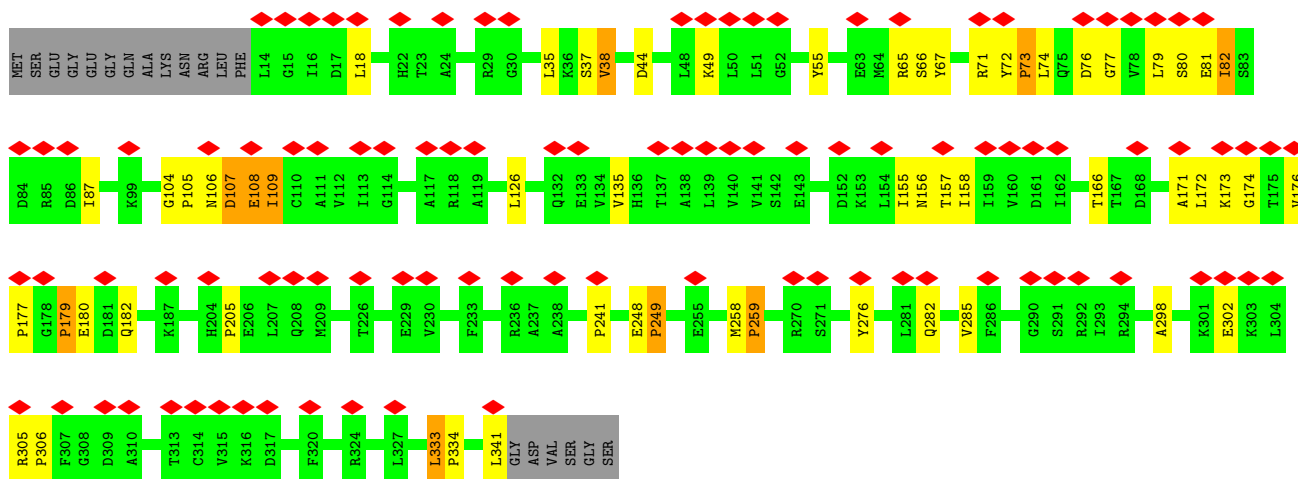 MET SER GLU GLY GLU GLY GLN ALA LYS ASN ARG LEU PHE L14 G15 I16 D17 L18 H22 T23 A24 R29 G30 L35 K36 S37 V38 D44 L48 K49 L50 L51 G52 Y55 E63 M64 R65 S66 Y67 R71 Y72 P73 L74 Q75 D76 G77 V78 L79 S80 E81 I82 S83
D84 R85 D86 I87 K99 G104 P105 N106 D107 E108 I109 C110 A111 V112 I113 G114 A117 R118 A119 L126 Q132 E133 V134 V135 H136 T137 A138 L139 V140 V141 S142 E143 D152 K153 L154 I155 N156 T157 I158 I159 V160 D161 I162 T166 T167 D168 A171 L172 K173 G174 T175 V176
P177 G178 P179 E180 D181 Q182 K187 H204 P205 E206 L207 Q208 M209 T226 E229 V230 F233 R236 A237 A238 P241 E248 P249 E255 M258 P259 R270 S271 Y276 L281 Q282 V285 F286 G290 S291 R292 I293 R294 A298 K301 E302 K303 L304
R305 P306 F307 G308 D309 A310 T313 C314 V315 K316 D317 F320 R324 L327 L333 P334 L341 GLY ASP VAL SER GLY SER